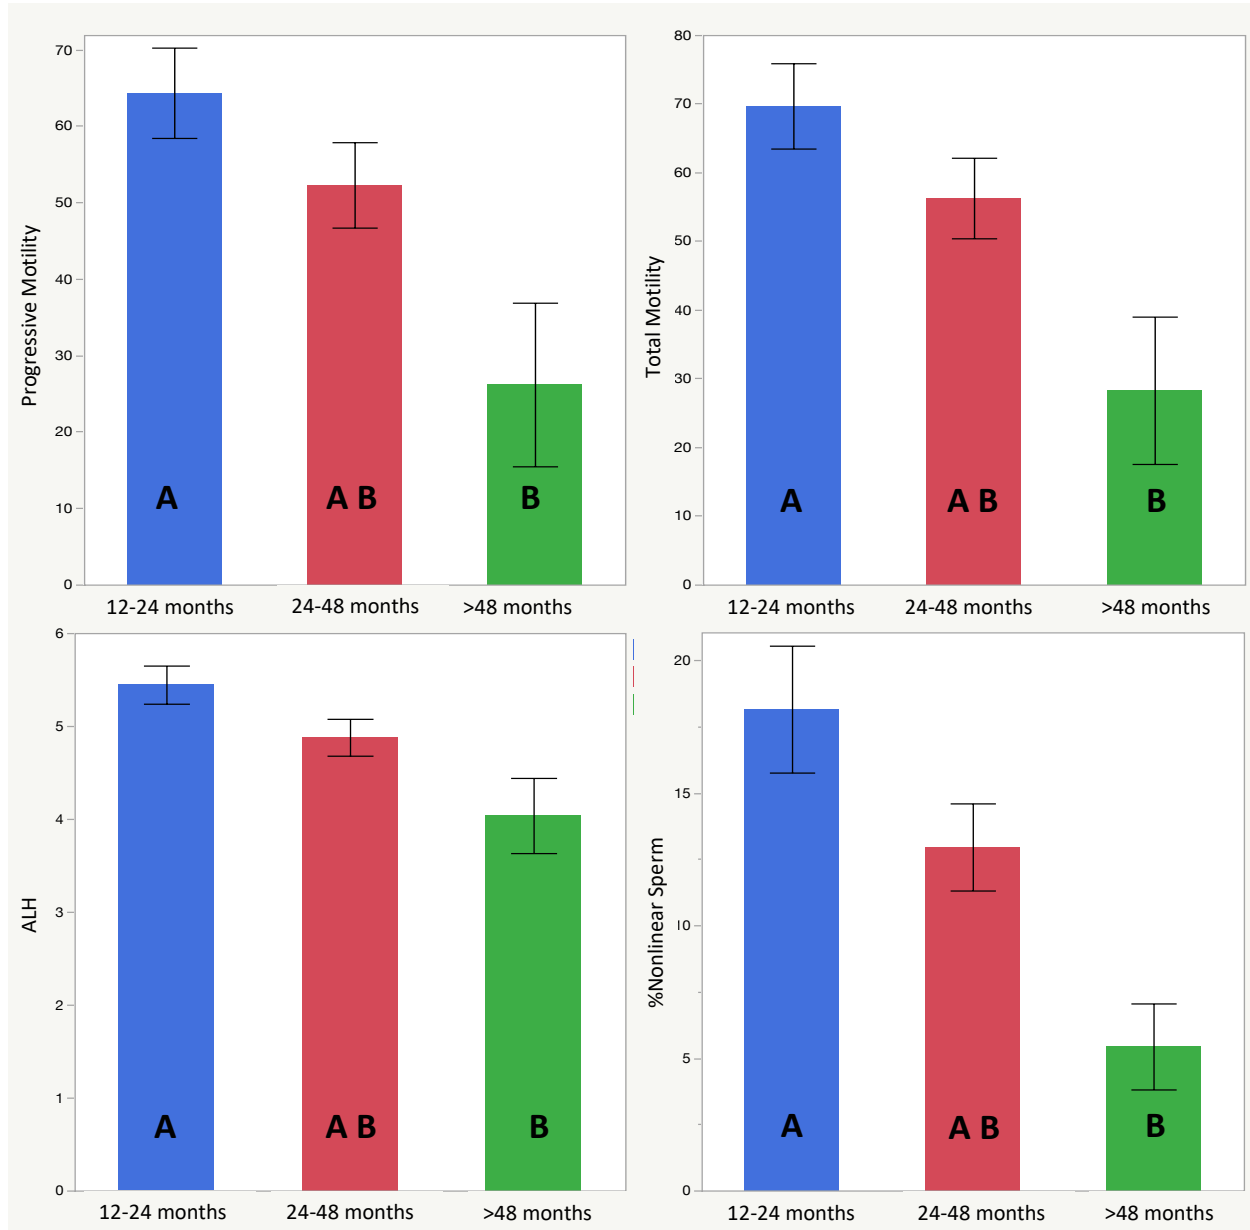 Progressive Motility
70
60
50
40
30
20
10
0
A
A B
B
12-24 months
24-48 months
>48 months
Total Motility
80
70
60
50
40
30
20
10
0
A
A B
B
12-24 months
24-48 months
>48 months
ALH
6
5
4
3
2
1
0
A
A B
B
12-24 months
24-48 months
>48 months
%Nonlinear Sperm
20
15
10
5
0
A
A B
B
12-24 months
24-48 months
>48 months